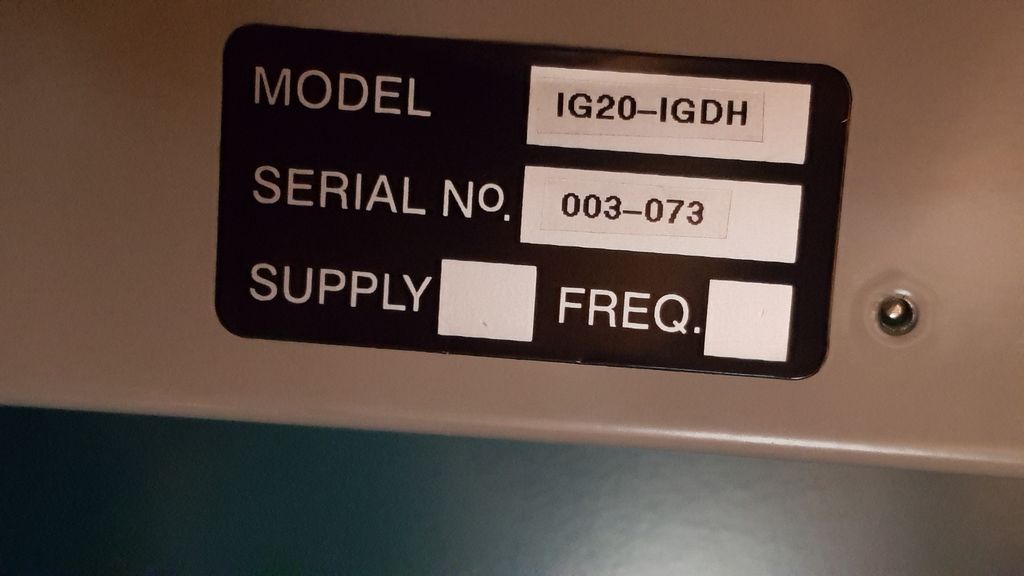 MODEL IG20-IGDH
SERIAL No. 003-073
SUPPLY FREQ.